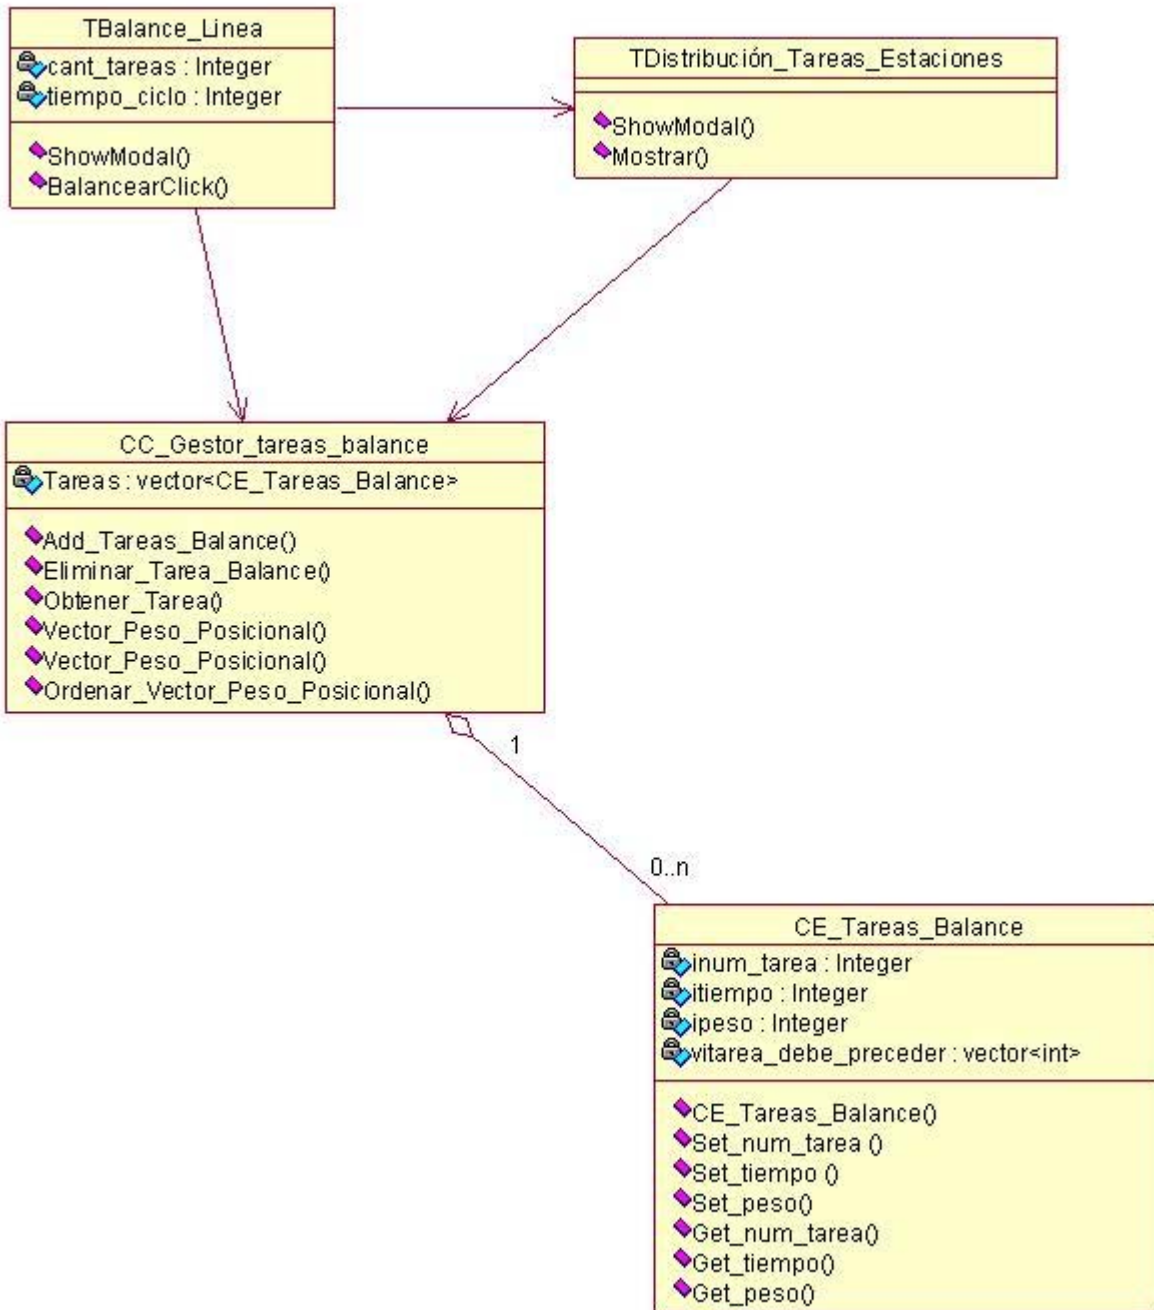 TBalance_Linea
cant_tareas : Integer
tiempo_ciclo : Integer
ShowModal()
BalancearClick()
TDistribución_Tareas_Estaciones
ShowModal()
Mostrar()
CC_Gestor_tareas_balance
Tareas : vector<CE_Tareas_Balance>
Add_Tareas_Balance()
Eliminar_Tarea_Balance()
Obtener_Tarea()
Vector_Peso_Posicional()
Vector_Peso_Posicional()
Ordenar_Vector_Peso_Posicional()
1
0..n
CE_Tareas_Balance
inum_tarea : Integer
itiempo : Integer
ipeso : Integer
vitarea_debe_preceder : vector<int>
CE_Tareas_Balance()
Set_num_tarea ()
Set_tiempo ()
Set_peso()
Get_num_tarea()
Get_tiempo()
Get_peso()